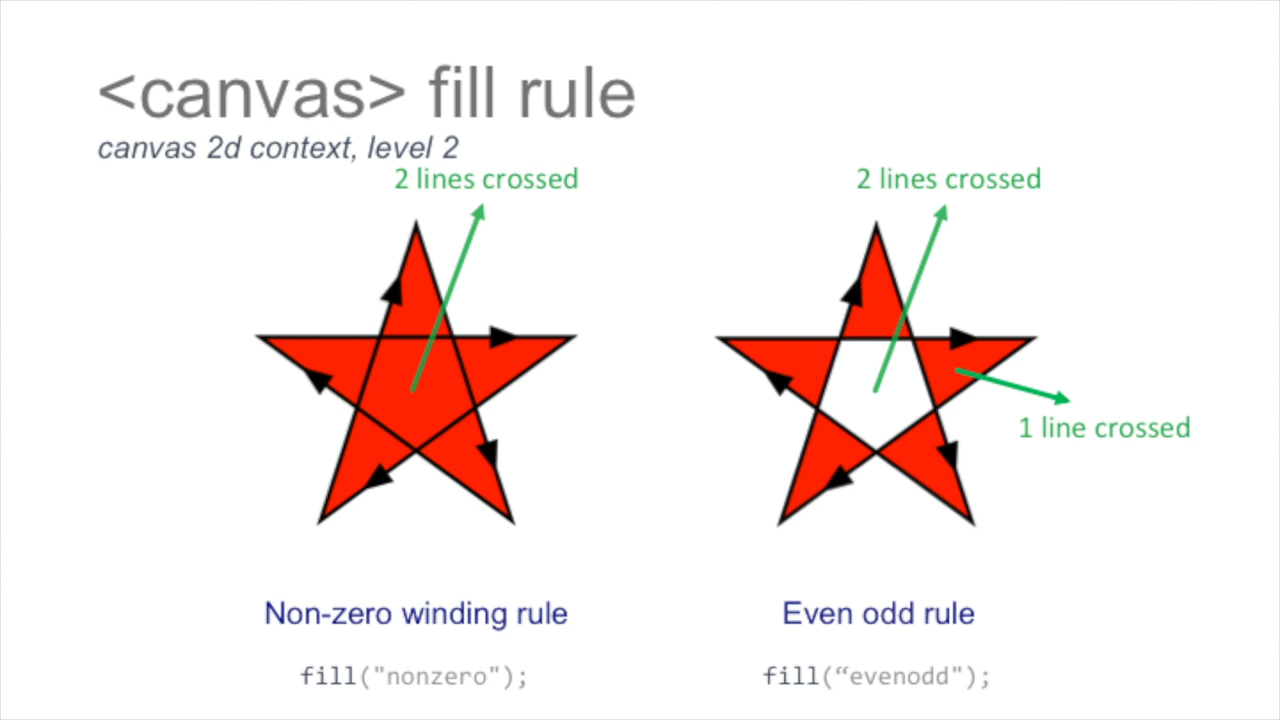 <canvas> fill rule
canvas 2d context, level 2
2 lines crossed
2 lines crossed
1 line crossed
Non-zero winding rule
Even odd rule
fill("nonzero");
fill(“evenodd");